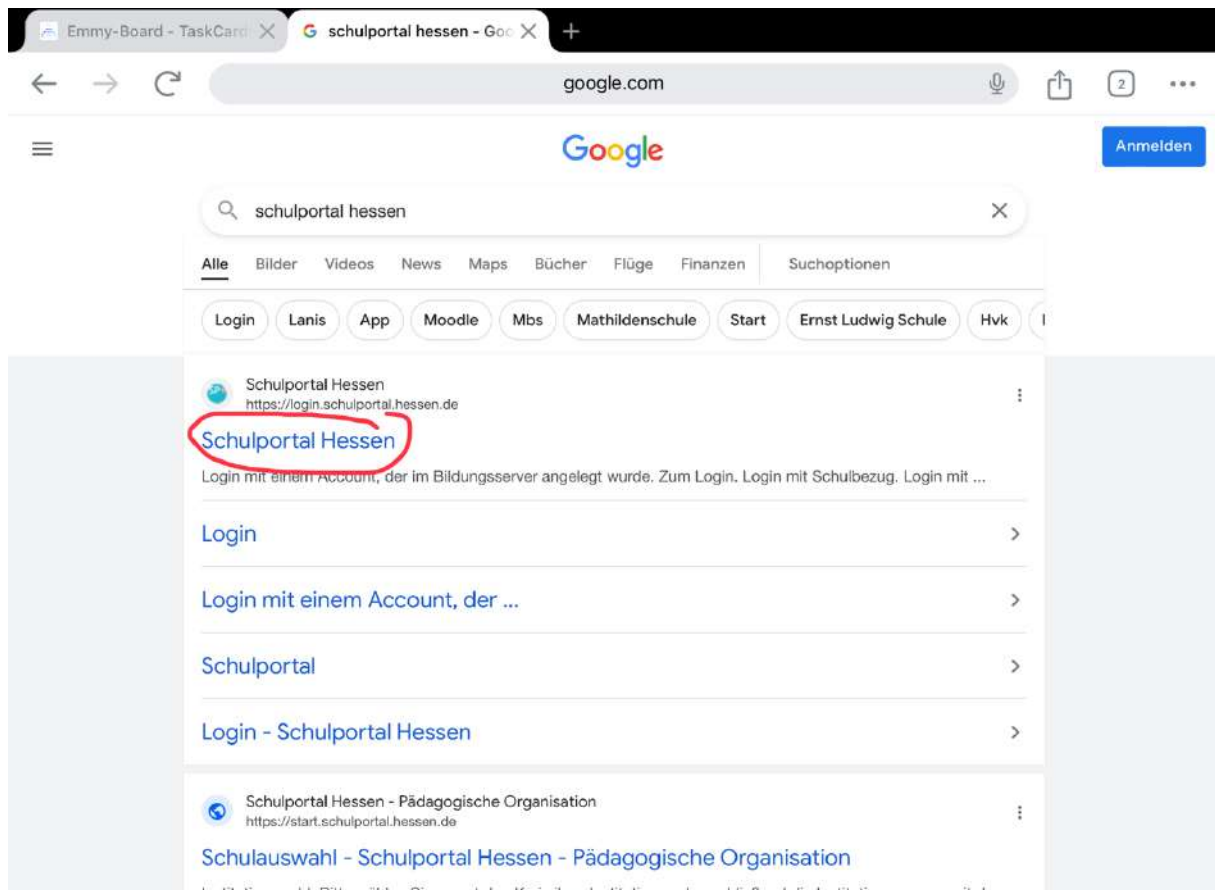 Emmy-Board - TaskCard
schulportal hessen - Goo
google.com
2
Google
Anmelden
schulportal hessen
Alle Bilder Videos News Maps Bücher Flüge Finanzen Suchoptionen
Login Lanis App Moodle Mbs Mathildenschule Start Ernst Ludwig Schule Hvk
Schulportal Hessen
https://login.schulportal.hessen.de
Schulportal Hessen
Login mit einem Account, der im Bildungsserver angelegt wurde. Zum Login. Login mit Schulbezug. Login mit ...
Login
Login mit einem Account, der ...
Schulportal
Login - Schulportal Hessen
Schulportal Hessen - Pädagogische Organisation
https://start.schulportal.hessen.de
Schulauswahl - Schulportal Hessen - Pädagogische Organisation